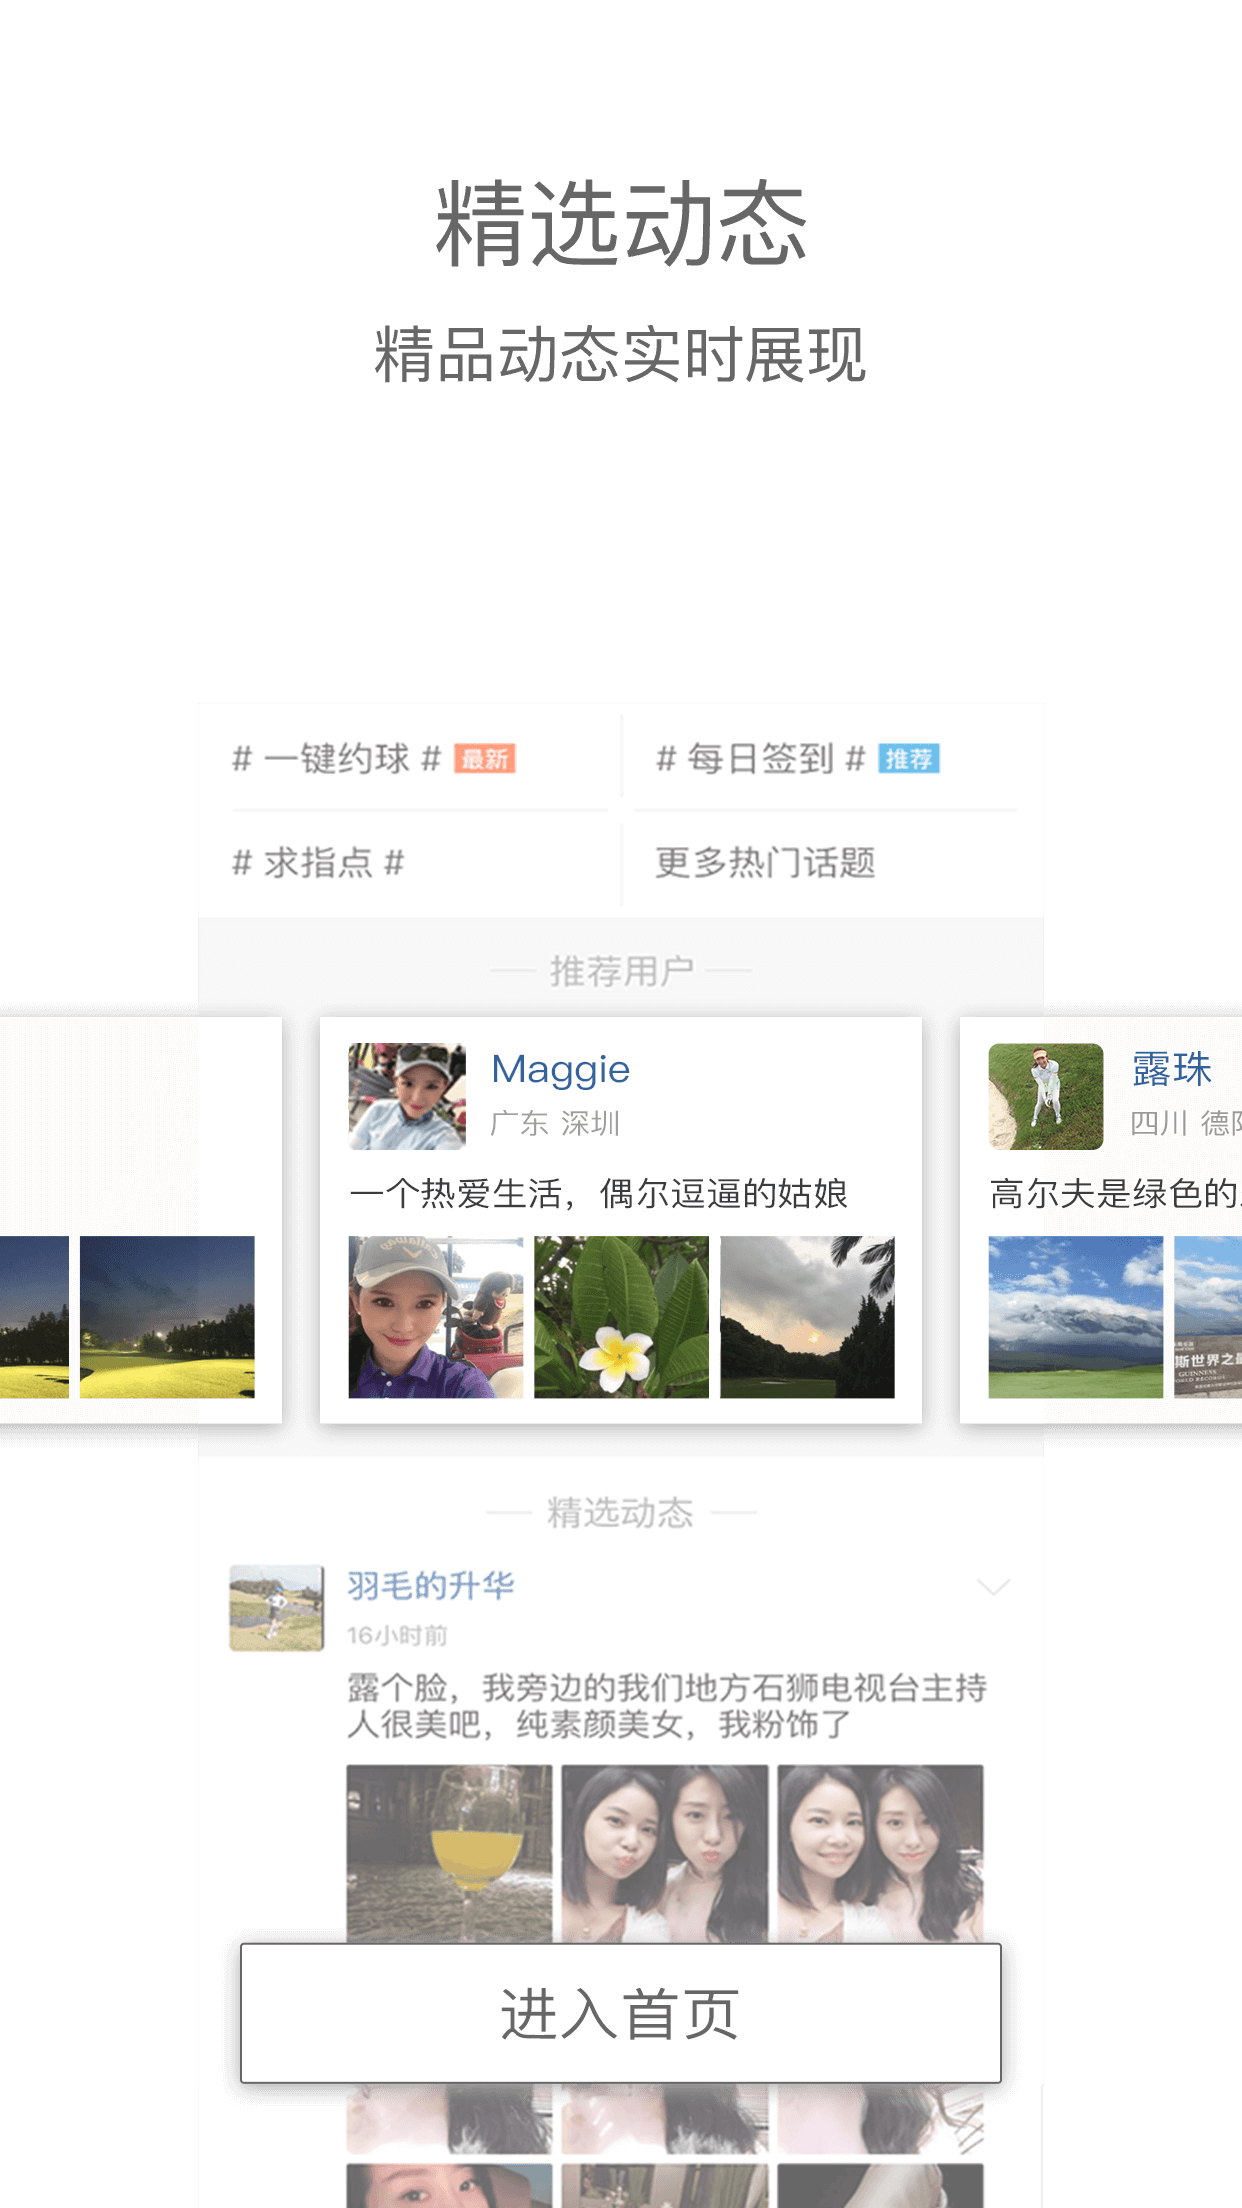 精选动态
精品动态实时展现
# 一键约球 # 最新
# 每日签到 # 推荐
# 求指点 #
更多热门话题
推荐用户
Maggie
广东 深圳
一个热爱生活，偶尔逗逼的姑娘
露珠
四川 德阳
高尔夫是绿色的
斯世界之最
GUINNESS
WORLD RECORDS
精选动态
羽毛的升华
16小时前
露个脸，我旁边的我们地方石狮电视台主持
人很美吧，纯素颜美女，我粉饰了
进入首页